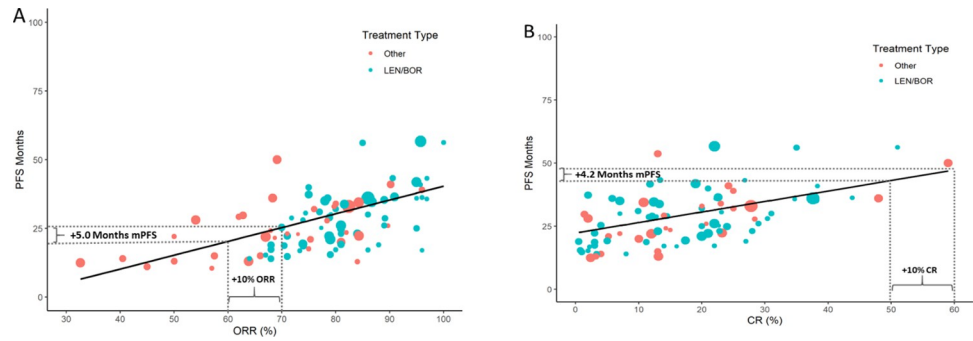 A
100
75
50
25
0
PFS Months
Treatment Type
Other
LEN/BOR
+5.0 Months mPFS
+10% ORR
30
40
50
60
70
80
90
100
ORR (%)
B
100
75
50
25
0
PFS Months
Treatment Type
Other
LEN/BOR
+4.2 Months mPFS
+10% CR
0
10
20
30
40
50
60
CR (%)